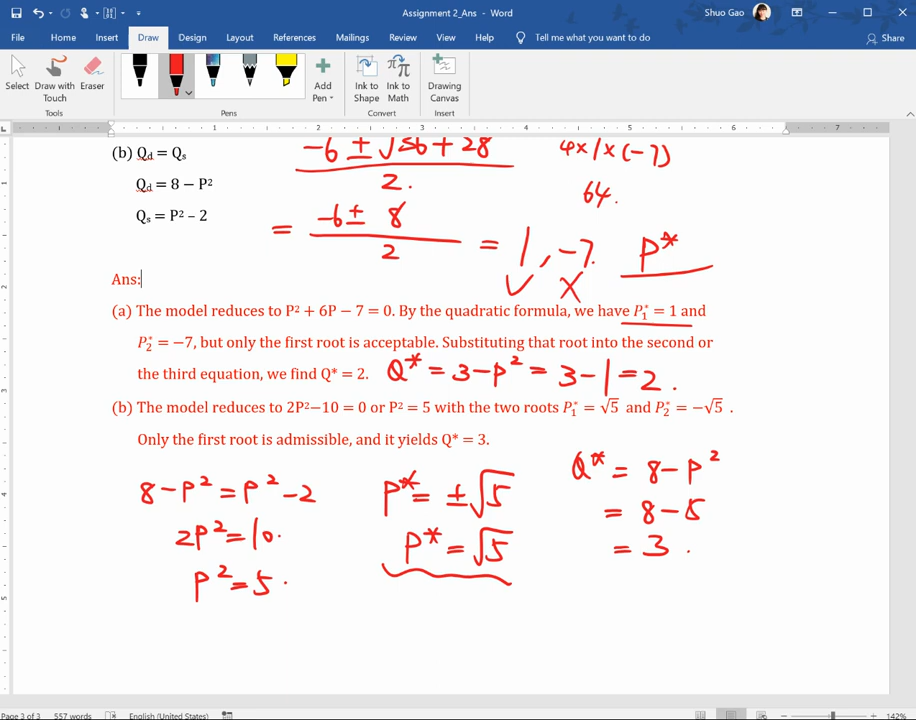 Assignment 2_Ans – Word
Shuo Gao
File Home Insert Draw Design Layout References Mailings Review View Help Tell me what you want to do Share
Select Draw with Touch Eraser Add Pen Ink to Shape Ink to Math Drawing Canvas
Tools Pens Convert Insert
1 2 3 4 5 6 7
(b) Qd = Qs
-6 ± √36 + 28
2.
4×1×(-7)
Qd = 8 – P²
64.
Qs = P² – 2
= -6 ± 8
2
= 1, -7. P*
✓ ✗
Ans:
(a) The model reduces to P² + 6P – 7 = 0. By the quadratic formula, we have P₁* = 1 and
P₂* = −7, but only the first root is acceptable. Substituting that root into the second or
the third equation, we find Q* = 2. Q* = 3-P² = 3-1 = 2.
(b) The model reduces to 2P²–10 = 0 or P² = 5 with the two roots P₁* = √5 and P₂* = −√5 .
Only the first root is admissible, and it yields Q* = 3.
8-P² = P²-2
2P² = 10.
P² = 5.
P* = ±√5
P* = √5
Q* = 8-P²
= 8-5
= 3.
Page 3 of 3 557 words English (United States) 142%